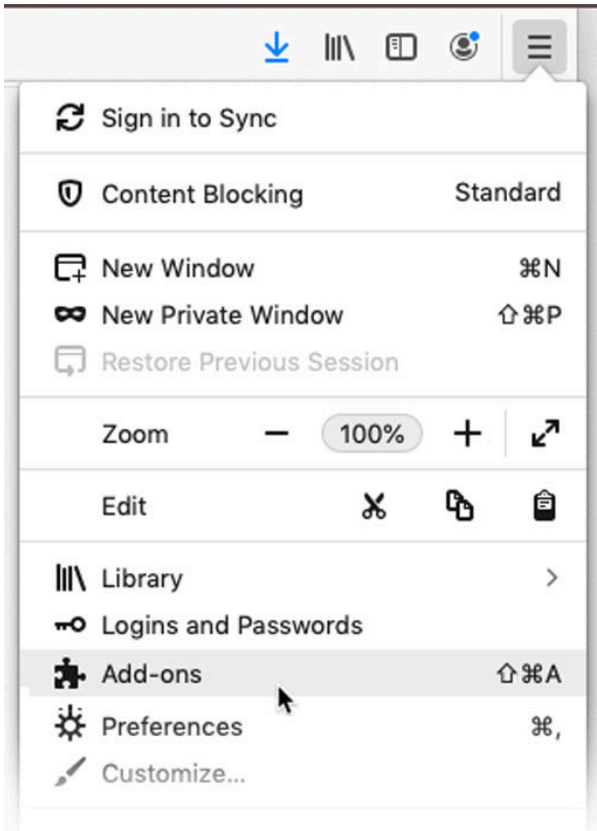 Sign in to Sync
Content Blocking Standard
New Window ⌘N
New Private Window ⇧⌘P
Restore Previous Session
Zoom − 100% +
Edit
Library >
Logins and Passwords
Add-ons ⇧⌘A
Preferences ⌘,
Customize...